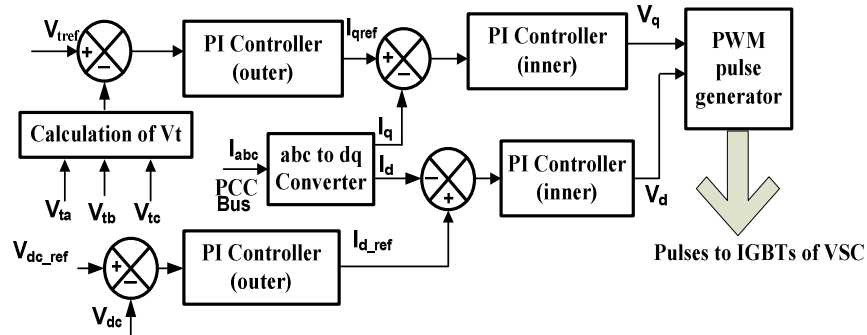 V_tref
+
−
PI Controller
(outer)
I_qref
+
−
PI Controller
(inner)
V_q
PWM
pulse
generator
Calculation of Vt
V_ta
V_tb
V_tc
I_abc
PCC
Bus
abc to dq
Converter
I_q
I_d
−
+
PI Controller
(inner)
V_d
Pulses to IGBTs of VSC
V_dc_ref
+
−
V_dc
PI Controller
(outer)
I_d_ref